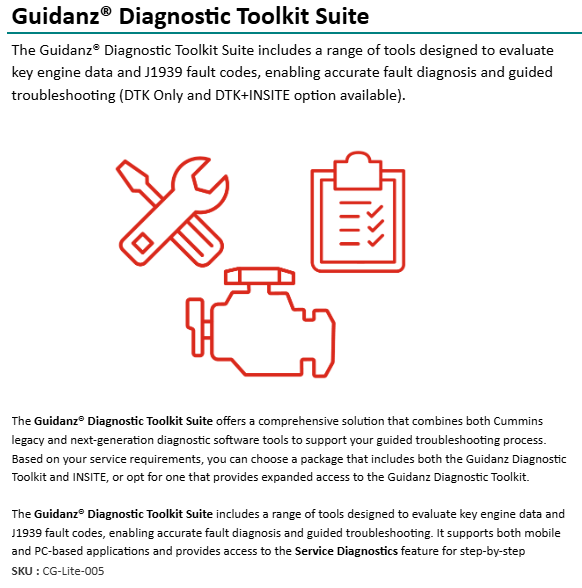 Guidanz® Diagnostic Toolkit Suite
The Guidanz® Diagnostic Toolkit Suite includes a range of tools designed to evaluate
key engine data and J1939 fault codes, enabling accurate fault diagnosis and guided
troubleshooting (DTK Only and DTK+INSITE option available).
The Guidanz® Diagnostic Toolkit Suite offers a comprehensive solution that combines both Cummins
legacy and next-generation diagnostic software tools to support your guided troubleshooting process.
Based on your service requirements, you can choose a package that includes both the Guidanz Diagnostic
Toolkit and INSITE, or opt for one that provides expanded access to the Guidanz Diagnostic Toolkit.
The Guidanz® Diagnostic Toolkit Suite includes a range of tools designed to evaluate key engine data and
J1939 fault codes, enabling accurate fault diagnosis and guided troubleshooting. It supports both mobile
and PC-based applications and provides access to the Service Diagnostics feature for step-by-step
SKU : CG-Lite-005